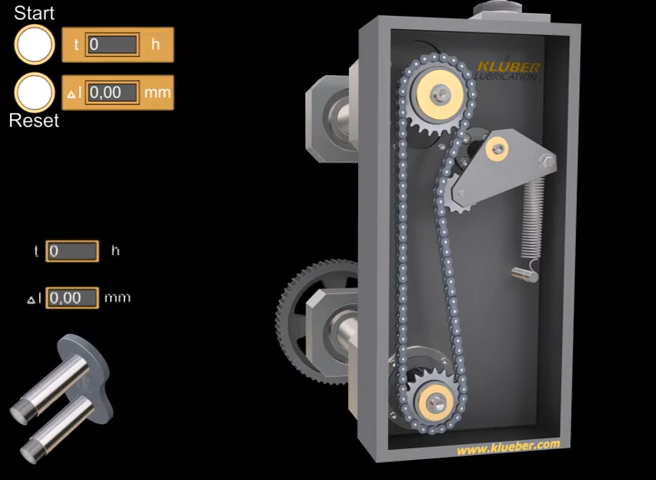 Start
t 0 h
Δl 0,00 mm
Reset
KLÜBER
LUBRICATION
t 0 h
Δl 0,00 mm
www.klueber.com